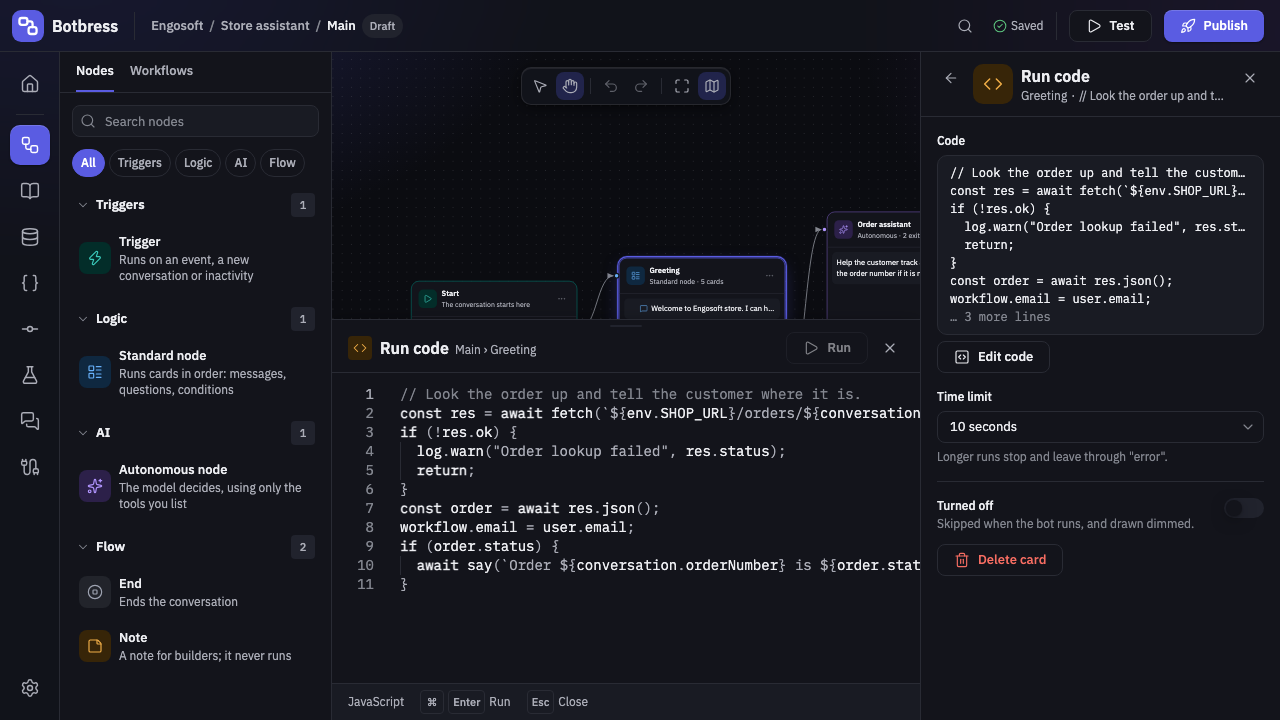 Botbress
Engosoft / Store assistant / Main Draft
Saved
Test
Publish
Nodes Workflows
Search nodes
All Triggers Logic AI Flow
Triggers 1
Trigger
Runs on an event, a new
conversation or inactivity
Logic 1
Standard node
Runs cards in order: messages,
questions, conditions
AI 1
Autonomous node
The model decides, using only the
tools you list
Flow 2
End
Ends the conversation
Note
A note for builders; it never runs
Start
The conversation starts here
Greeting
Standard node · 5 cards
Welcome to Engosoft store. I can h...
Order assistant
Autonomous · 2 exit
Help the customer track
the order number if it is n
Run code Main › Greeting
Run
1 // Look the order up and tell the customer where it is.
2 const res = await fetch(`${env.SHOP_URL}/orders/${conversation
3 if (!res.ok) {
4 log.warn("Order lookup failed", res.status);
5 return;
6 }
7 const order = await res.json();
8 workflow.email = user.email;
9 if (order.status) {
10 await say(`Order ${conversation.orderNumber} is ${order.stat
11 }
JavaScript ⌘ Enter Run Esc Close
Run code
Greeting · // Look the order up and t...
Code
// Look the order up and tell the custom…
const res = await fetch(`${env.SHOP_URL}…
if (!res.ok) {
log.warn("Order lookup failed", res.st…
return;
}
const order = await res.json();
workflow.email = user.email;
… 3 more lines
Edit code
Time limit
10 seconds
Longer runs stop and leave through "error".
Turned off
Skipped when the bot runs, and drawn dimmed.
Delete card